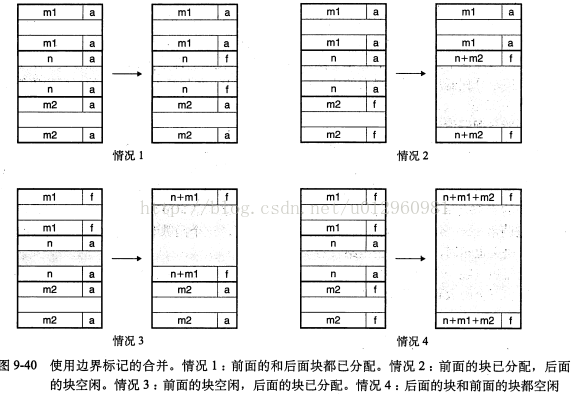 m1 a m1 a m1 a m1 a
m1 a m1 a m1 a m1 a
n a n f n a n+m2 f
n a n f n a
m2 a m2 a m2 f
m2 a m2 a m2 f n+m2 f
情况 1 情况 2
m1 f n+m1 f m1 f n+m1+m2 f
m1 f m1 f
n a n a
n a n+m1 f n a
m2 a m2 a m2 f
m2 a m2 a m2 f n+m1+m2 f
情况 3 情况 4
图 9-40 使用边界标记的合并。情况 1:前面的和后面块都已分配。情况 2:前面的块已分配,后面
的块空闲。情况 3:前面的块空闲,后面的块已分配。情况 4:后面的块和前面的块都空闲